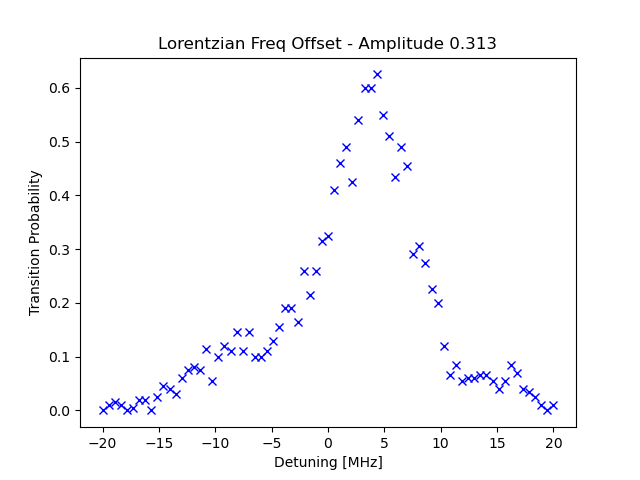 Lorentzian Freq Offset - Amplitude 0.313
Transition Probability
0.6
0.5
0.4
0.3
0.2
0.1
0.0
−20 −15 −10 −5 0 5 10 15 20
Detuning [MHz]